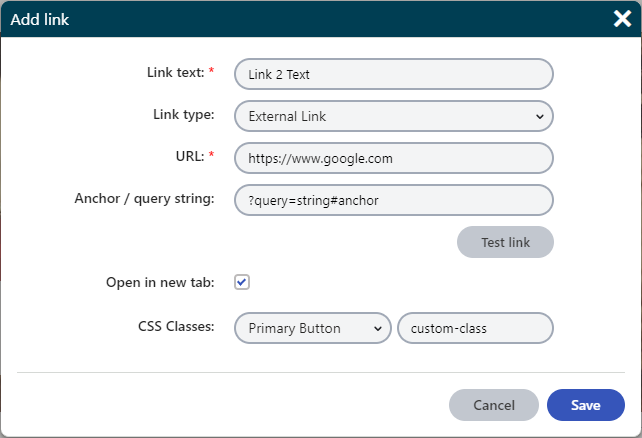 Add link
Link text: * Link 2 Text
Link type: External Link
URL: * https://www.google.com
Anchor / query string: ?query=string#anchor
Test link
Open in new tab:
CSS Classes: Primary Button custom-class
Cancel Save